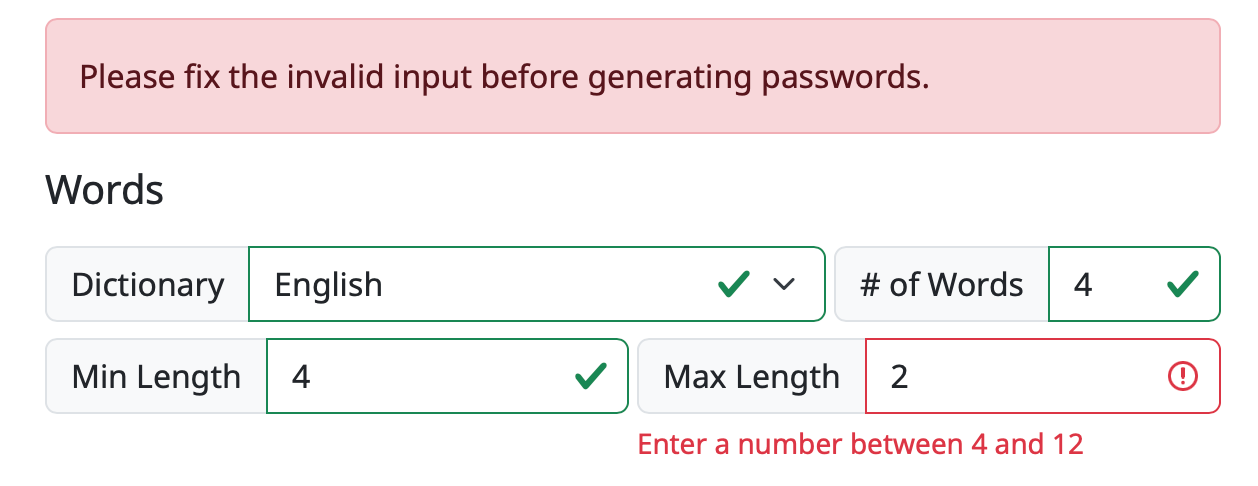 Please fix the invalid input before generating passwords.
Words
Dictionary English # of Words 4
Min Length 4 Max Length 2
Enter a number between 4 and 12